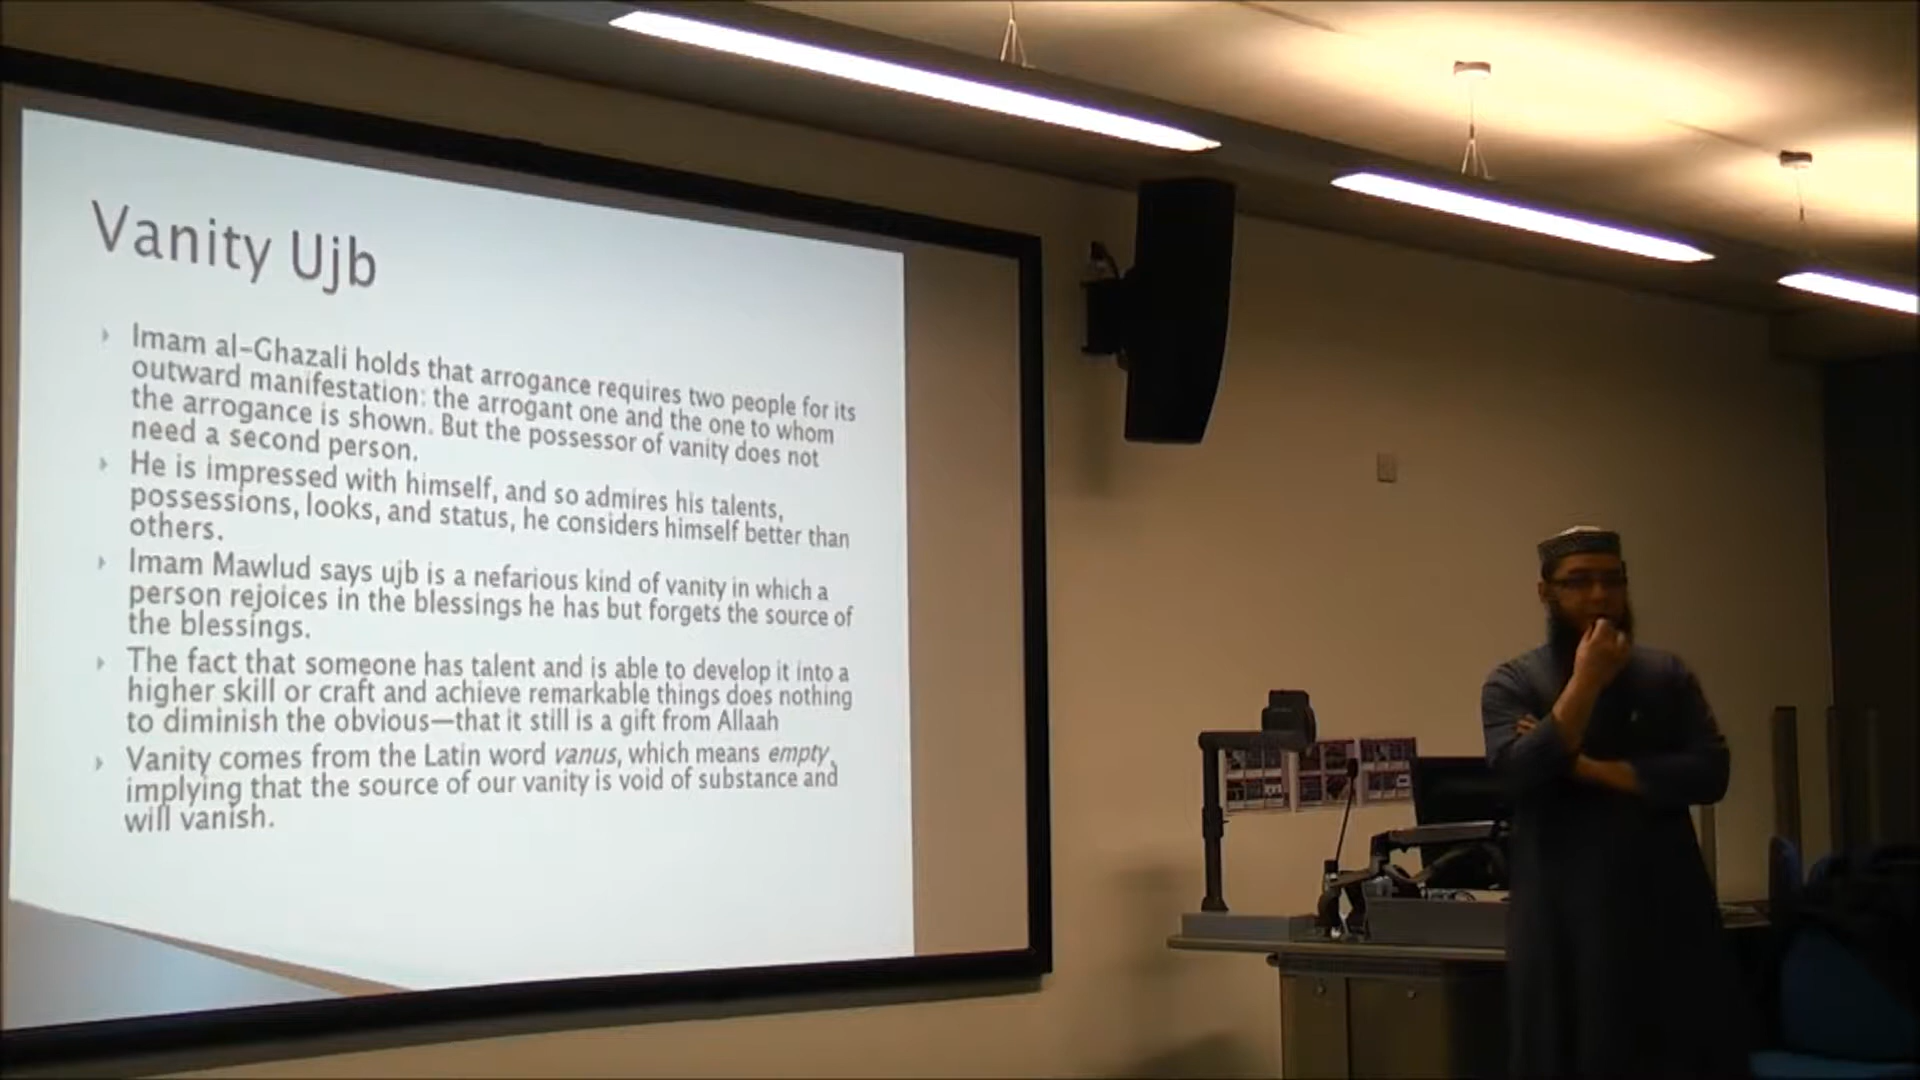 Vanity Ujb
Imam al-Ghazali holds that arrogance requires two people for its
outward manifestation: the arrogant one and the one to whom
the arrogance is shown. But the possessor of vanity does not
need a second person.
He is impressed with himself, and so admires his talents,
possessions, looks, and status, he considers himself better than
others.
Imam Mawlud says ujb is a nefarious kind of vanity in which a
person rejoices in the blessings he has but forgets the source of
the blessings.
The fact that someone has talent and is able to develop it into a
higher skill or craft and achieve remarkable things does nothing
to diminish the obvious—that it still is a gift from Allaah
Vanity comes from the Latin word vanus, which means empty,
implying that the source of our vanity is void of substance and
will vanish.